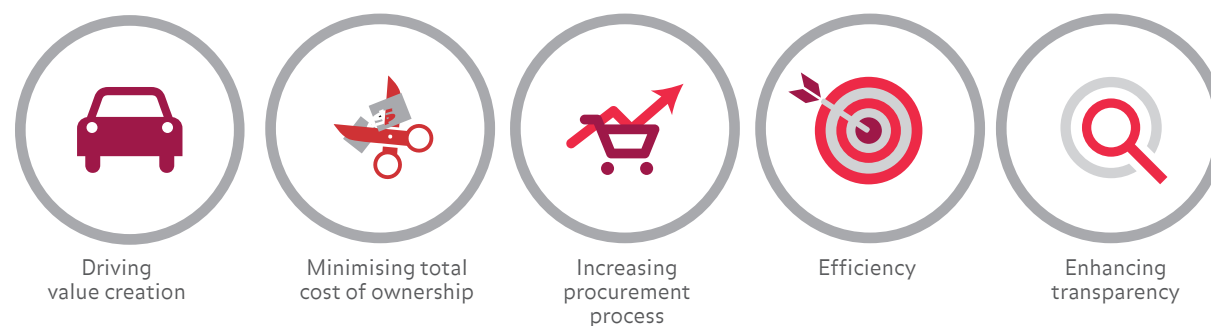 Driving
value creation
Minimising total
cost of ownership
Increasing
procurement
process
Efficiency
Enhancing
transparency